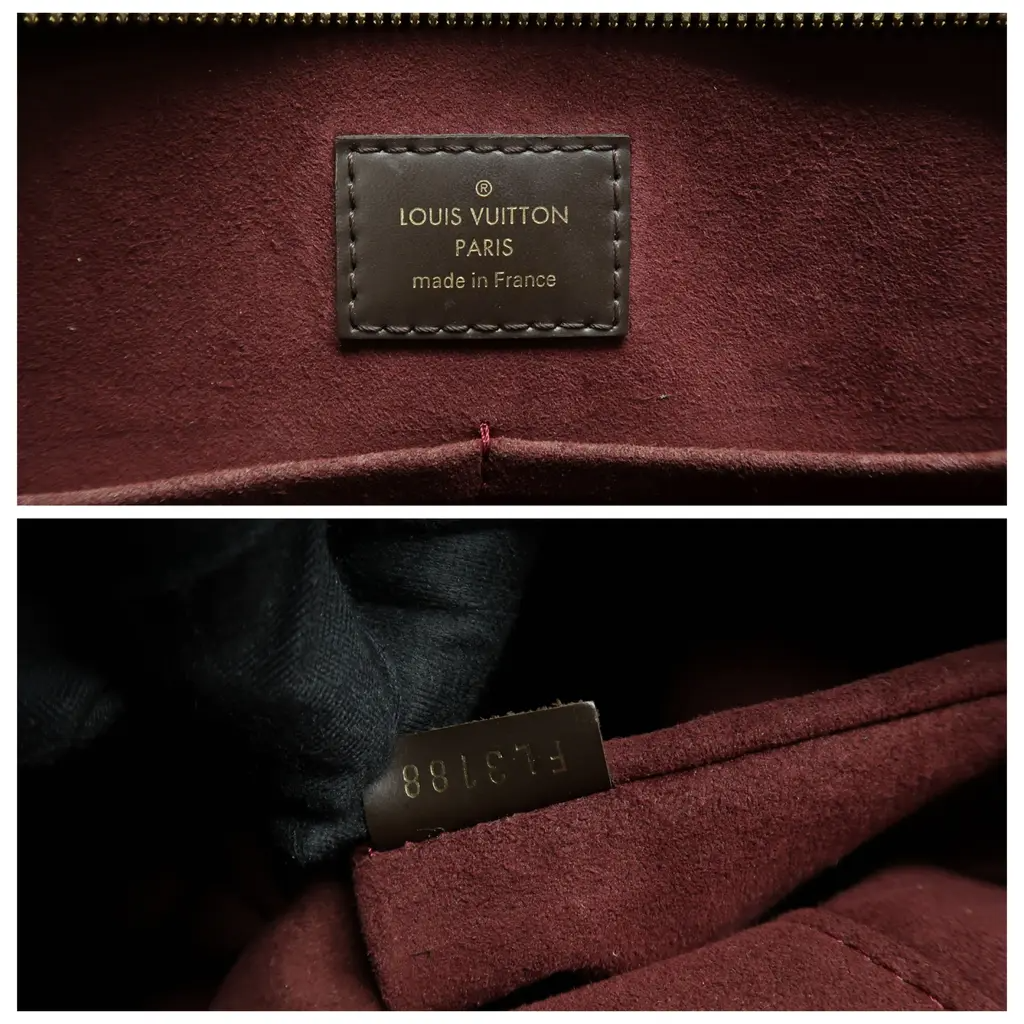 ®
LOUIS VUITTON
PARIS
made in France
FL3188